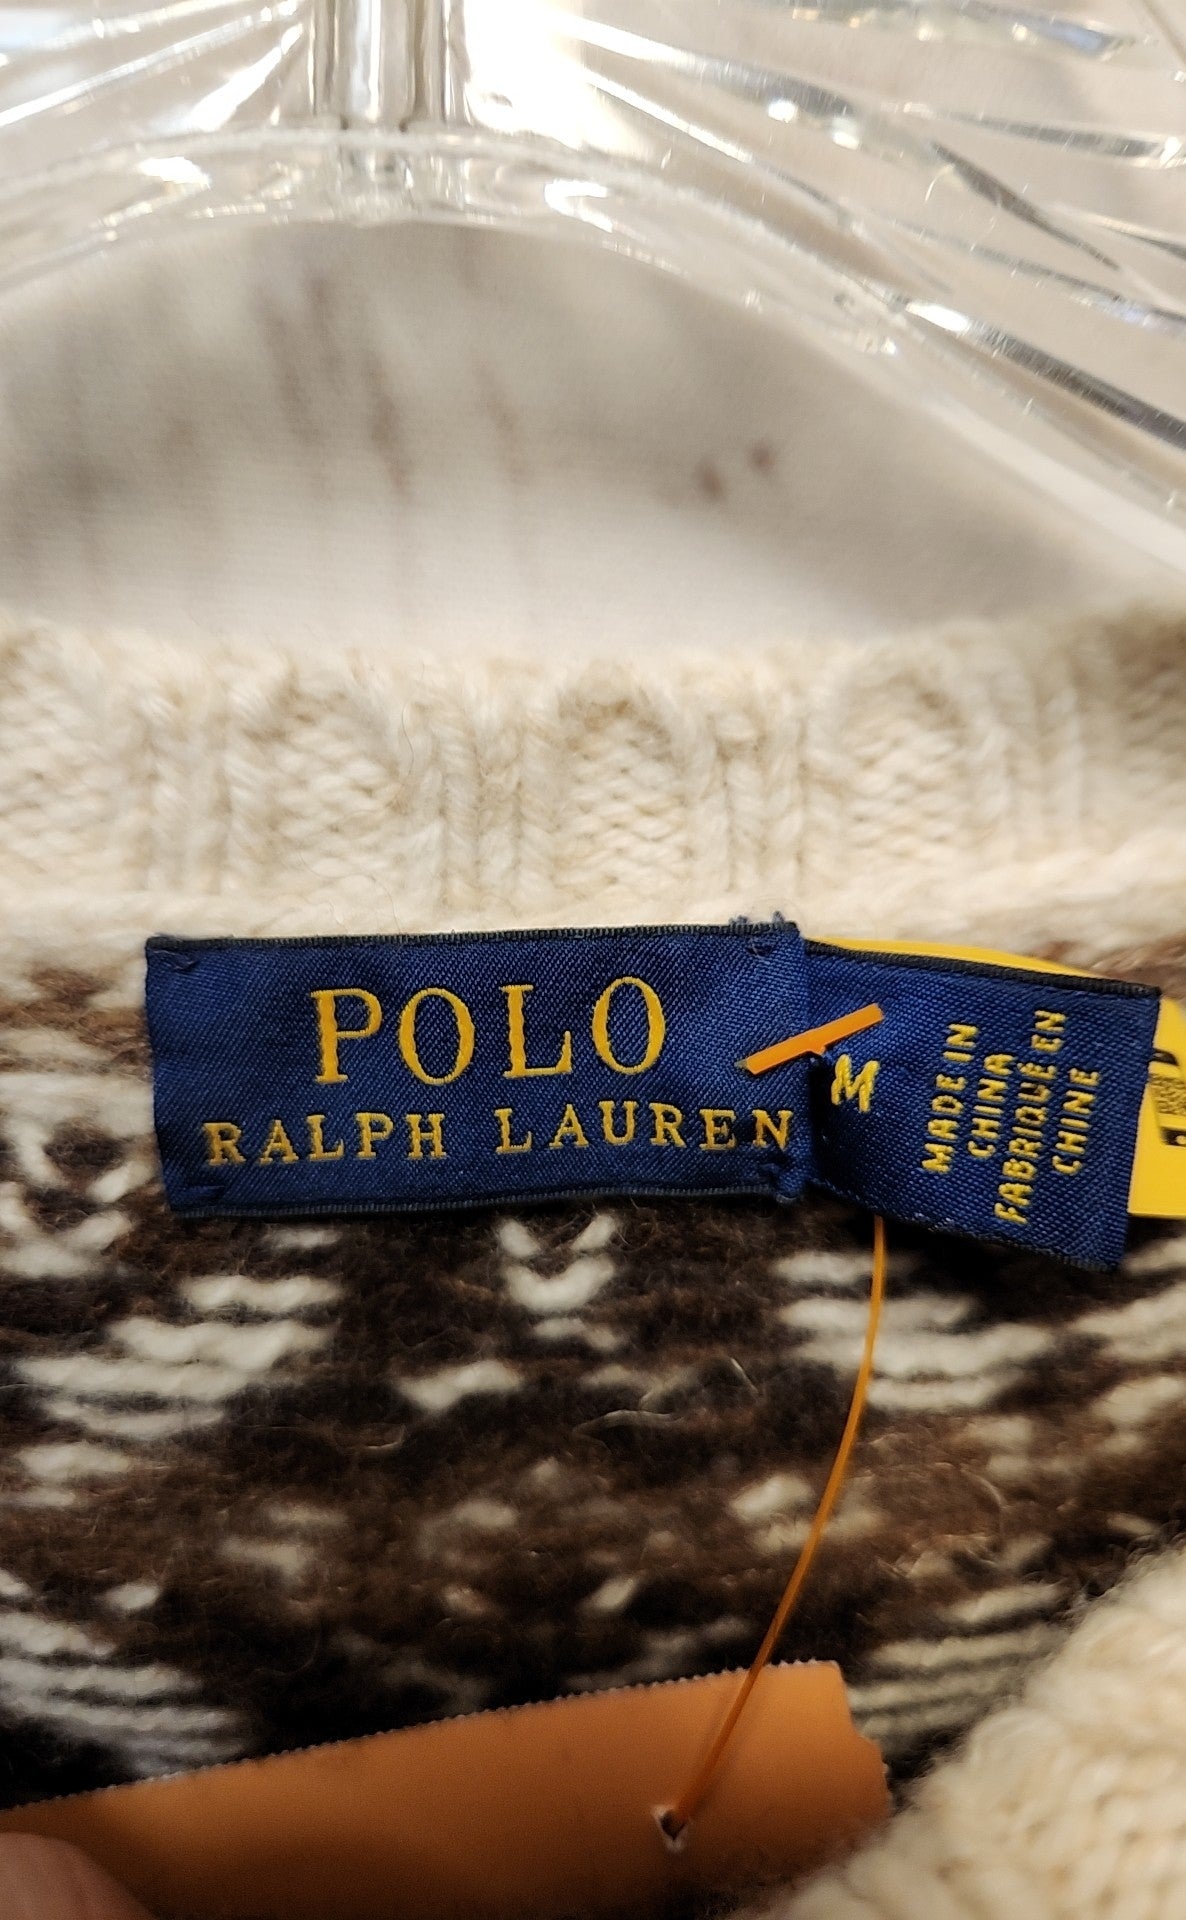 POLO
RALPH LAUREN
M
MADE IN
CHINA
FABRIQUÉ EN
CHINE